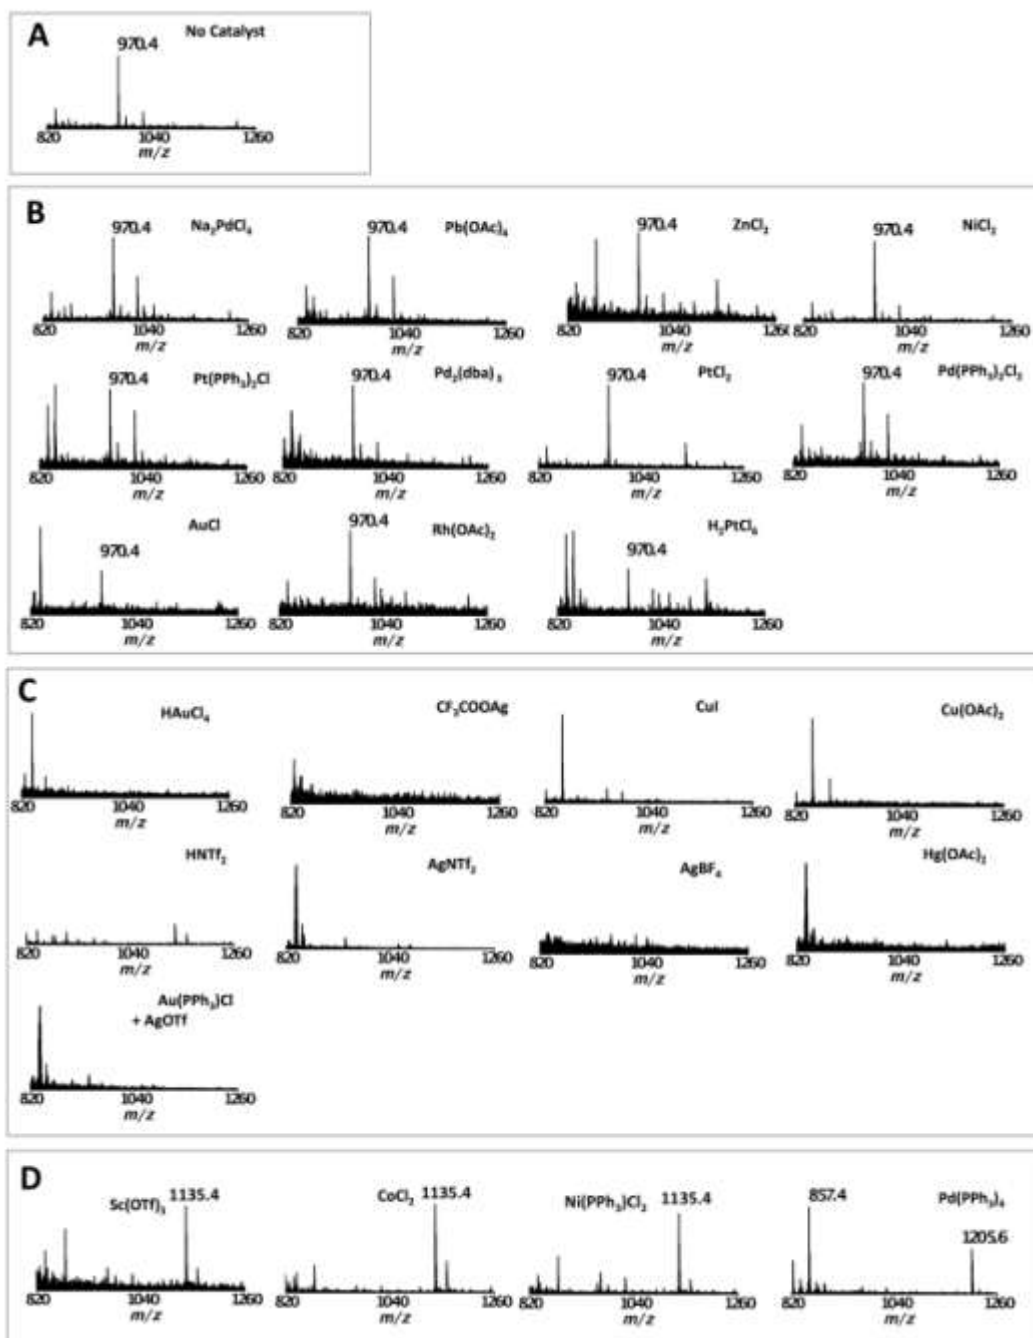 A
No Catalyst
970.4
820 1040 1260
m/z
B
Na₂PdCl₄
970.4
820 1040 1260
m/z
Pb(OAc)₄
970.4
820 1040 1260
m/z
ZnCl₂
970.4
820 1040 1260
m/z
NiCl₂
970.4
820 1040 1260
m/z
Pt(PPh₃)₂Cl
970.4
820 1040 1260
m/z
Pd₂(dba)₃
970.4
820 1040 1260
m/z
PtCl₂
970.4
820 1040 1260
m/z
Pd(PPh₃)₂Cl₂
970.4
820 1040 1260
m/z
AuCl
970.4
820 1040 1260
m/z
Rh(OAc)₂
970.4
820 1040 1260
m/z
H₂PtCl₆
970.4
820 1040 1260
m/z
C
HAuCl₄
820 1040 1260
m/z
CF₃COOAg
820 1040 1260
m/z
CuI
820 1040 1260
m/z
Cu(OAc)₂
820 1040 1260
m/z
HNTf₂
820 1040 1260
m/z
AgNTf₂
820 1040 1260
m/z
AgBF₄
820 1040 1260
m/z
Hg(OAc)₂
820 1040 1260
m/z
Au(PPh₃)Cl
+ AgOTf
820 1040 1260
m/z
D
Sc(OTf)₃
1135.4
820 1040 1260
m/z
CoCl₂
1135.4
820 1040 1260
m/z
Ni(PPh₃)Cl₂
1135.4
820 1040 1260
m/z
857.4
Pd(PPh₃)₄
1205.6
820 1040 1260
m/z